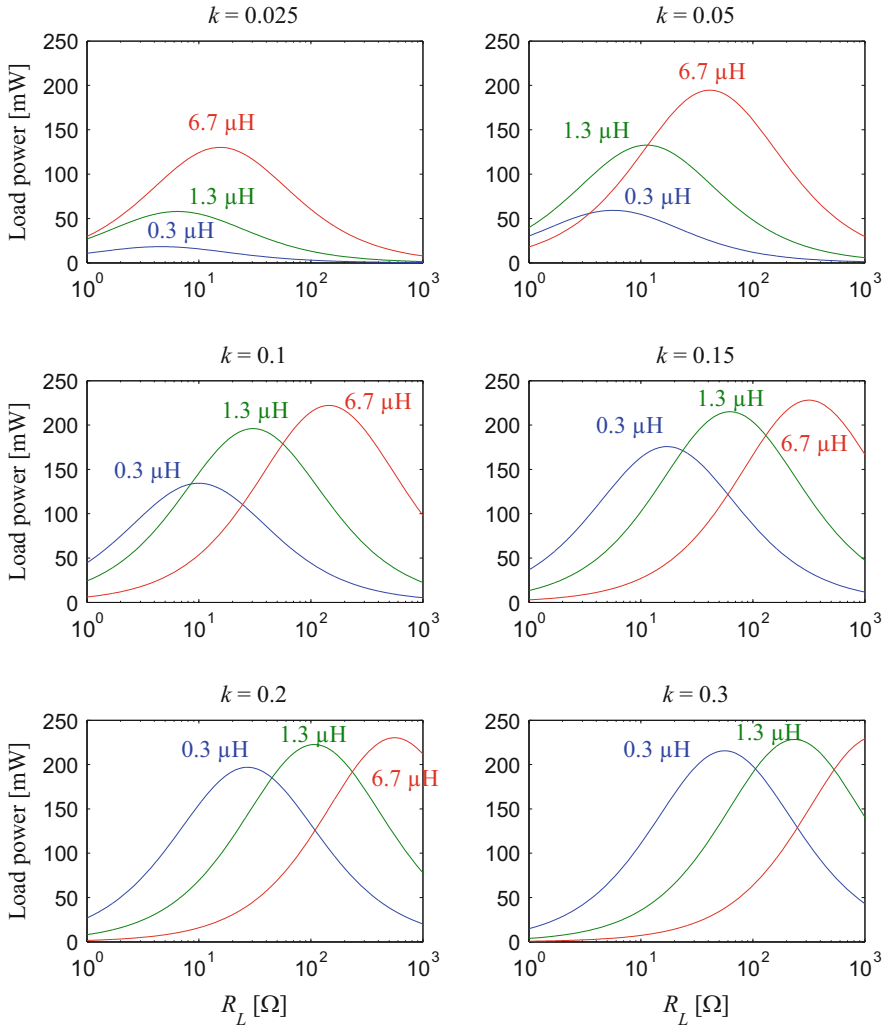 k = 0.025
k = 0.05
Load power [mW]
250
200
150
100
50
0
6.7 µH
1.3 µH
0.3 µH
10^0
10^1
10^2
10^3
250
200
150
100
50
0
6.7 µH
1.3 µH
0.3 µH
10^0
10^1
10^2
10^3
k = 0.1
k = 0.15
Load power [mW]
250
200
150
100
50
0
1.3 µH
6.7 µH
0.3 µH
10^0
10^1
10^2
10^3
250
200
150
100
50
0
1.3 µH
0.3 µH
6.7 µH
10^0
10^1
10^2
10^3
k = 0.2
k = 0.3
Load power [mW]
250
200
150
100
50
0
0.3 µH
1.3 µH
6.7 µH
10^0
10^1
10^2
10^3
R_L [Ω]
250
200
150
100
50
0
0.3 µH
1.3 µH
10^0
10^1
10^2
10^3
R_L [Ω]